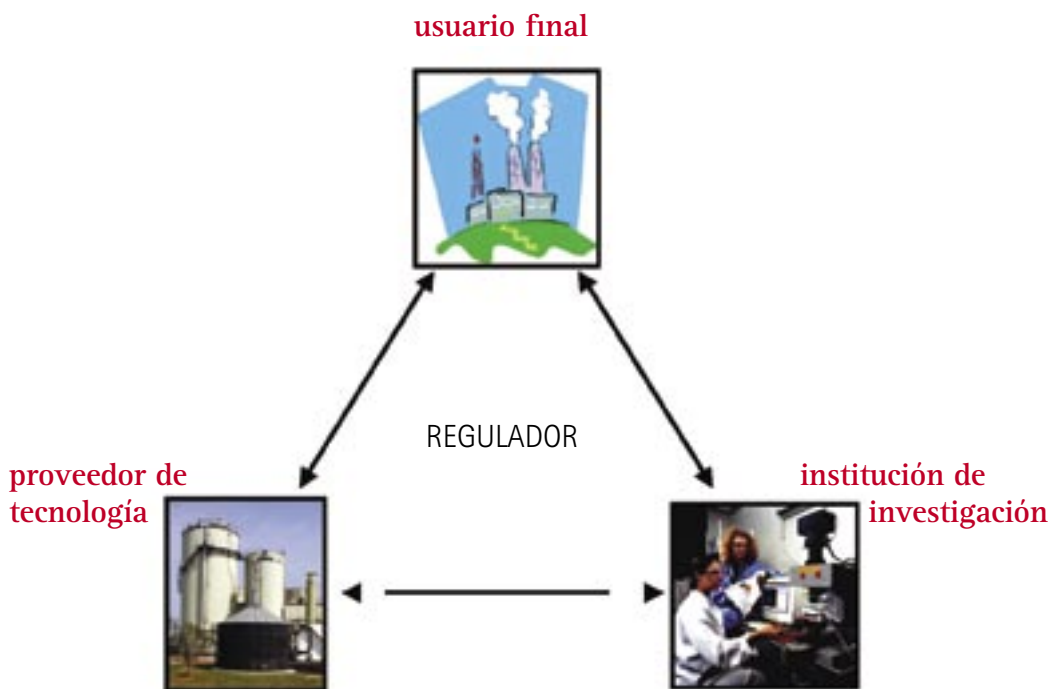 usuario final
REGULADOR
proveedor de
tecnología
institución de
investigación